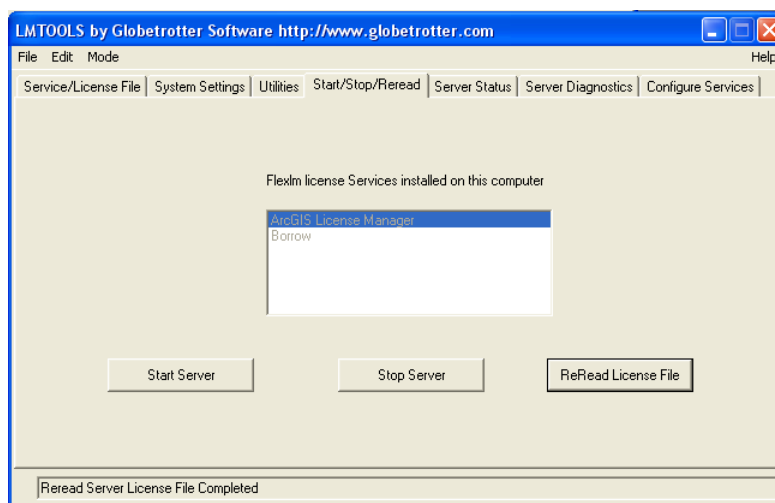 LMTOOLS by Globetrotter Software http://www.globetrotter.com
File Edit Mode Help
Service/License File System Settings Utilities Start/Stop/Reread Server Status Server Diagnostics Configure Services
Flexlm license Services installed on this computer
ArcGIS License Manager
Borrow
Start Server Stop Server ReRead License File
Reread Server License File Completed